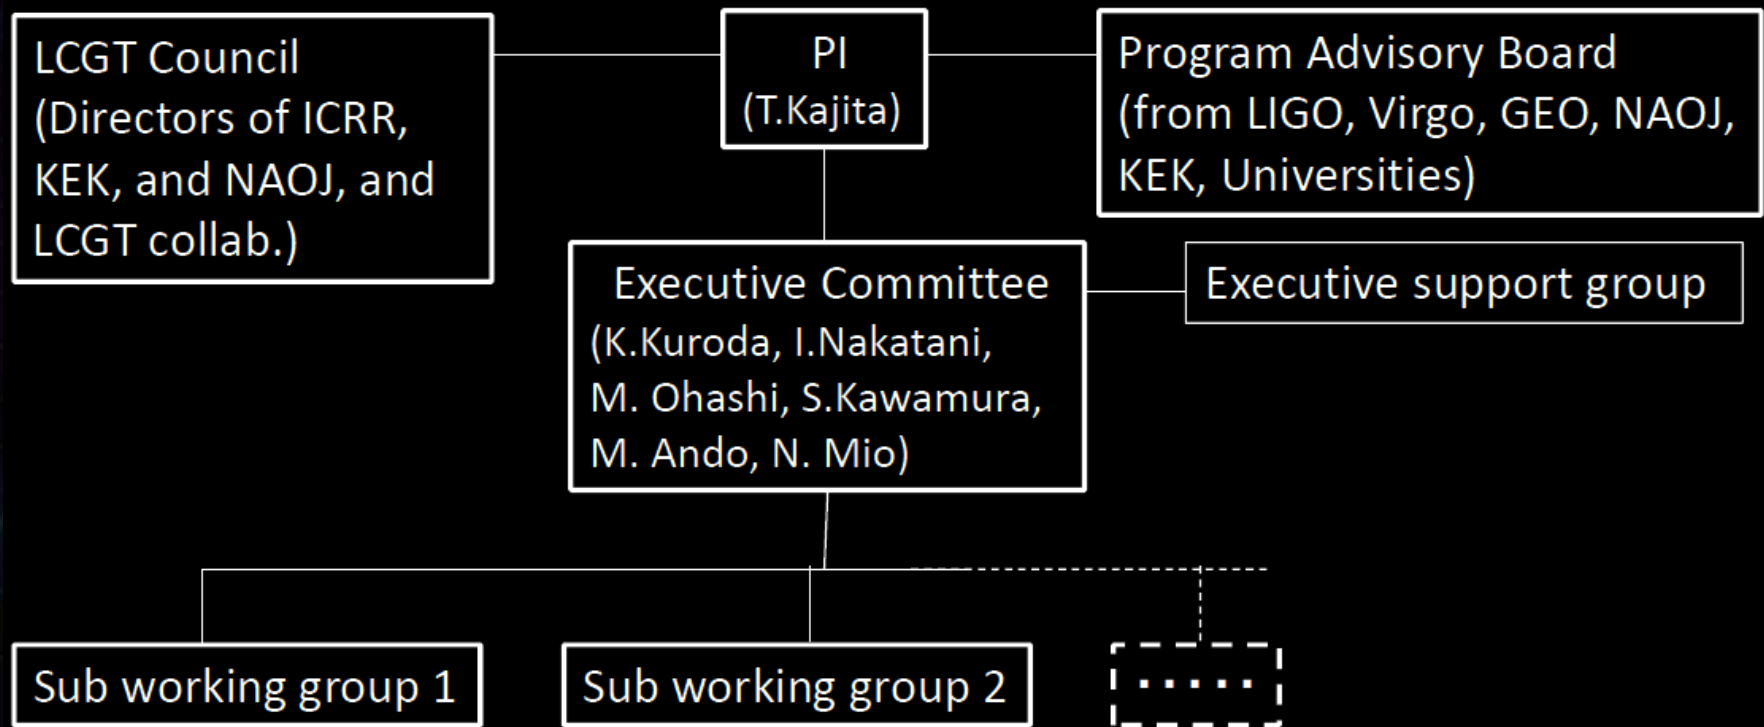 LCGT Council
(Directors of ICRR,
KEK, and NAOJ, and
LCGT collab.)
PI
(T.Kajita)
Program Advisory Board
(from LIGO, Virgo, GEO, NAOJ,
KEK, Universities)
Executive Committee
(K.Kuroda, I.Nakatani,
M. Ohashi, S.Kawamura,
M. Ando, N. Mio)
Executive support group
Sub working group 1
Sub working group 2
.....